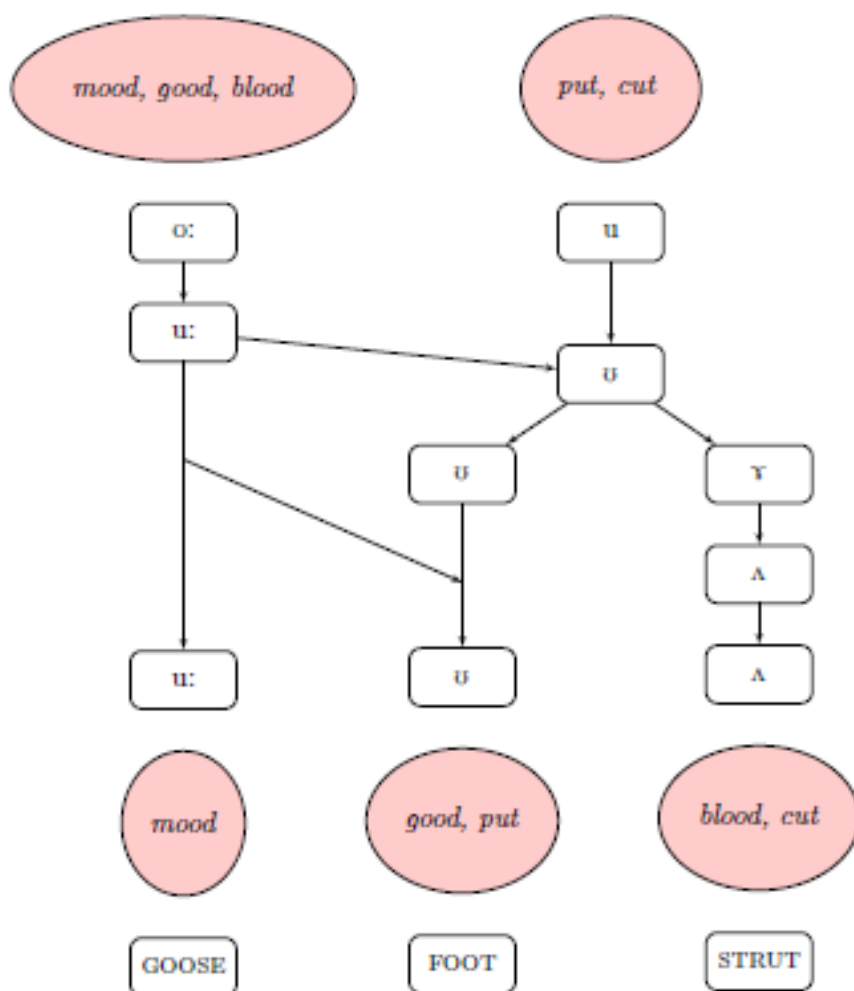 mood, good, blood
put, cut
oː
u
uː
ʊ
ʊ
ɤ
ʌ
uː
ʊ
ʌ
mood
good, put
blood, cut
GOOSE
FOOT
STRUT